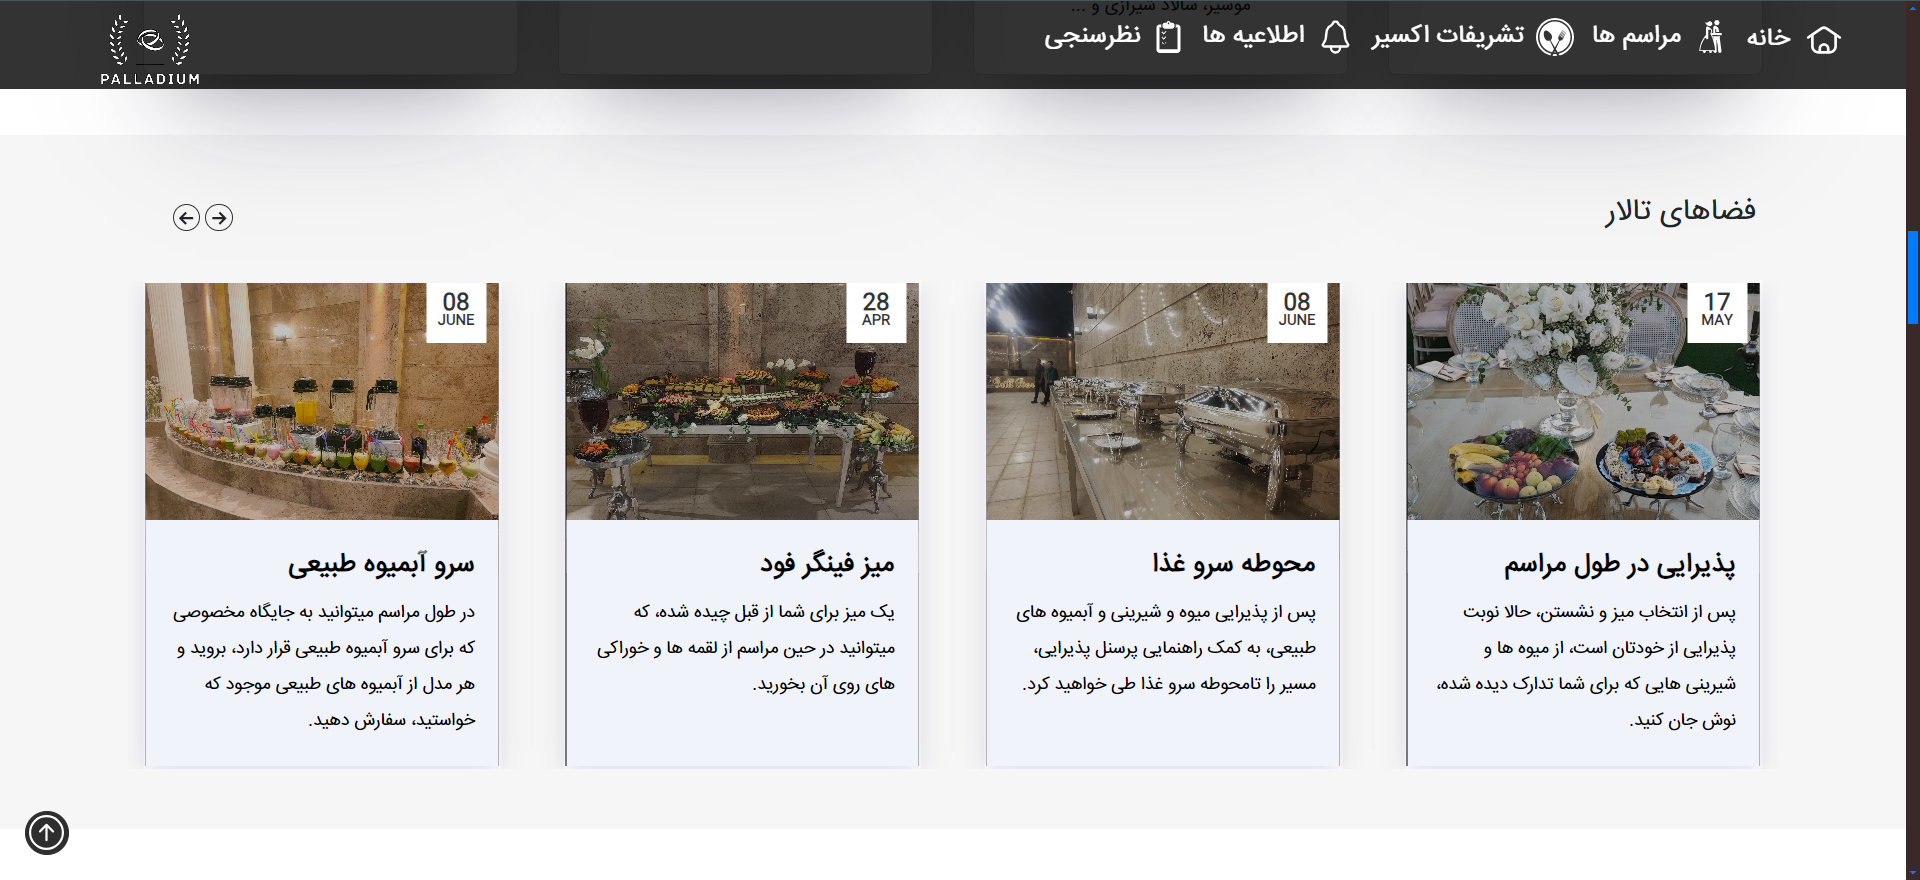 موسیر، سالاد شیرازی و ...
خانه
مراسم ها
تشریفات اکسیر
اطلاعیه ها
نظرسنجی
PALLADIUM
فضاهای تالار
17
MAY
پذیرایی در طول مراسم
پس از انتخاب میز و نشستن، حالا نوبت
پذیرایی از خودتان است، از میوه ها و
شیرینی هایی که برای شما تدارک دیده شده،
نوش جان کنید.
08
JUNE
محوطه سرو غذا
پس از پذیرایی میوه و شیرینی و آبمیوه های
طبیعی، به کمک راهنمایی پرسنل پذیرایی،
مسیر را تامحوطه سرو غذا طی خواهید کرد.
28
APR
میز فینگر فود
یک میز برای شما از قبل چیده شده، که
میتوانید در حین مراسم از لقمه ها و خوراکی
های روی آن بخورید.
08
JUNE
سرو آبمیوه طبیعی
در طول مراسم میتوانید به جایگاه مخصوصی
که برای سرو آبمیوه طبیعی قرار دارد، بروید و
هر مدل از آبمیوه های طبیعی موجود که
خواستید، سفارش دهید.